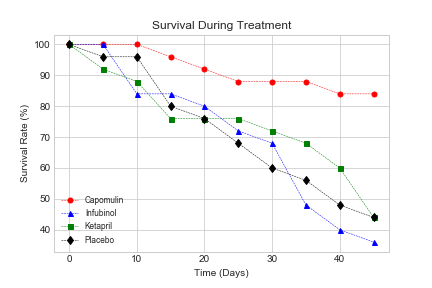 Survival During Treatment
Survival Rate (%)
100
90
80
70
60
50
40
Capomulin
Infubinol
Ketapril
Placebo
0
10
20
30
40
Time (Days)